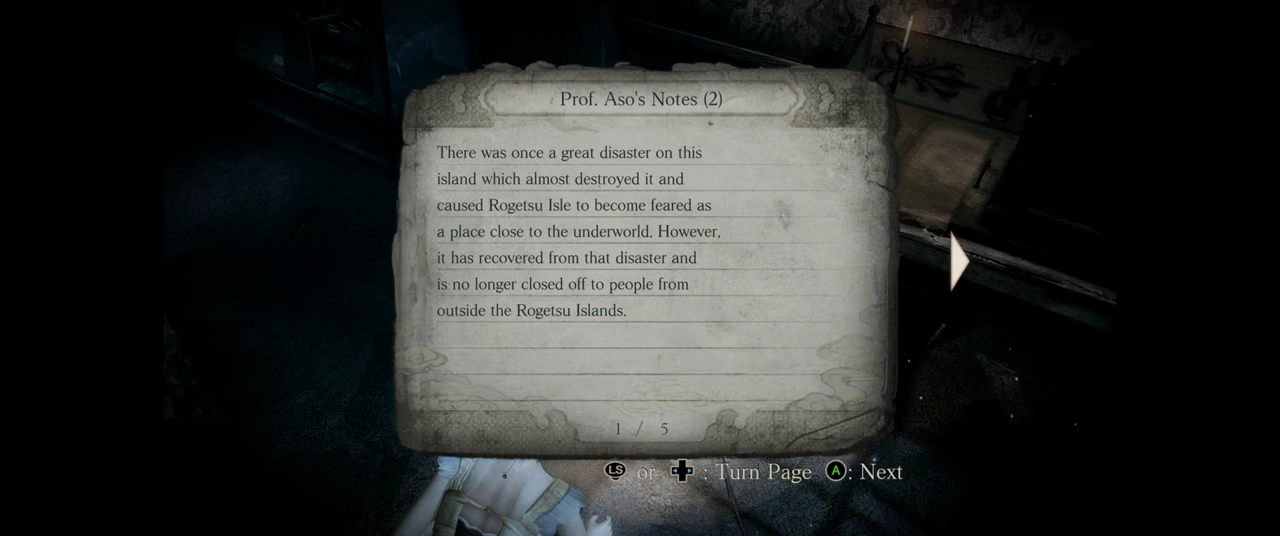 Prof. Aso's Notes (2)
There was once a great disaster on this
island which almost destroyed it and
caused Rogetsu Isle to become feared as
a place close to the underworld. However,
it has recovered from that disaster and
is no longer closed off to people from
outside the Rogetsu Islands.
1 / 5
LS or : Turn Page A: Next